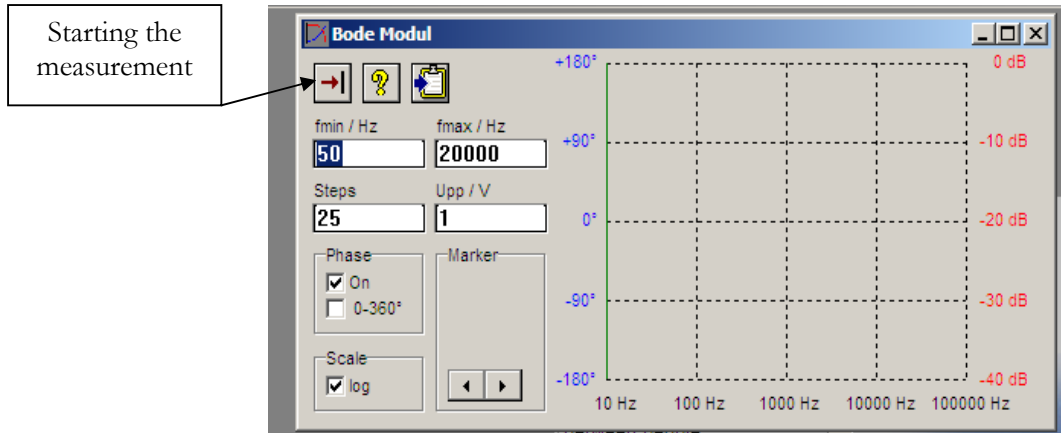 Starting the
measurement
Bode Modul
fmin / Hz
fmax / Hz
50
20000
Steps
Upp / V
25
1
Phase
On
0-360°
Marker
Scale
log
+180°
+90°
0°
-90°
-180°
0 dB
-10 dB
-20 dB
-30 dB
-40 dB
10 Hz
100 Hz
1000 Hz
10000 Hz
100000 Hz